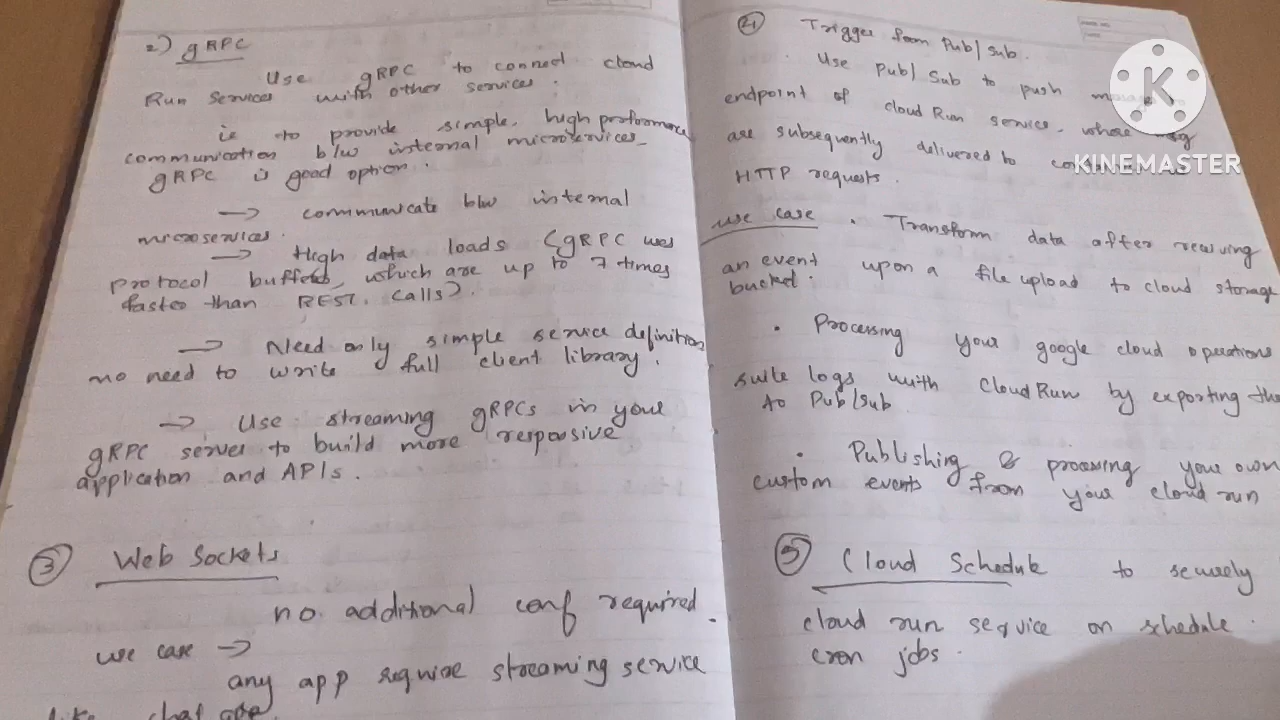 2) gRPC
Use gRPC to connect cloud
Run Services with other services.
ie to provide simple, high proformance
communication b/w internal microservices.
gRPC is good option.
→ communicate b/w internal
microservices.
→ High data loads (gRPC uses
protocol buffers, which are up to 7 times
faster than REST. calls).
→ Need only simple service definition
no need to write full client library.
→ Use streaming gRPCs in your
gRPC server to build more responsive
application and APIs.
③ Web Sockets
no additional conf required.
use case →
any app require streaming service
like chat app
④ Trigger from Pub/Sub.
. Use Pub/Sub to push
endpoint of cloud Run service, where
are subsequently delivered to
HTTP requests.
use case . Transform data after receiving
an event upon a file upload to cloud storage
bucket.
. Processing your google cloud operations
suite logs with Cloud Run by exporting the
to Pub/Sub
. Publishing & processing your own
custom events from your cloud run
⑤ Cloud Schedule to securely
cloud run service on schedule.
cron jobs.
KINEMASTER